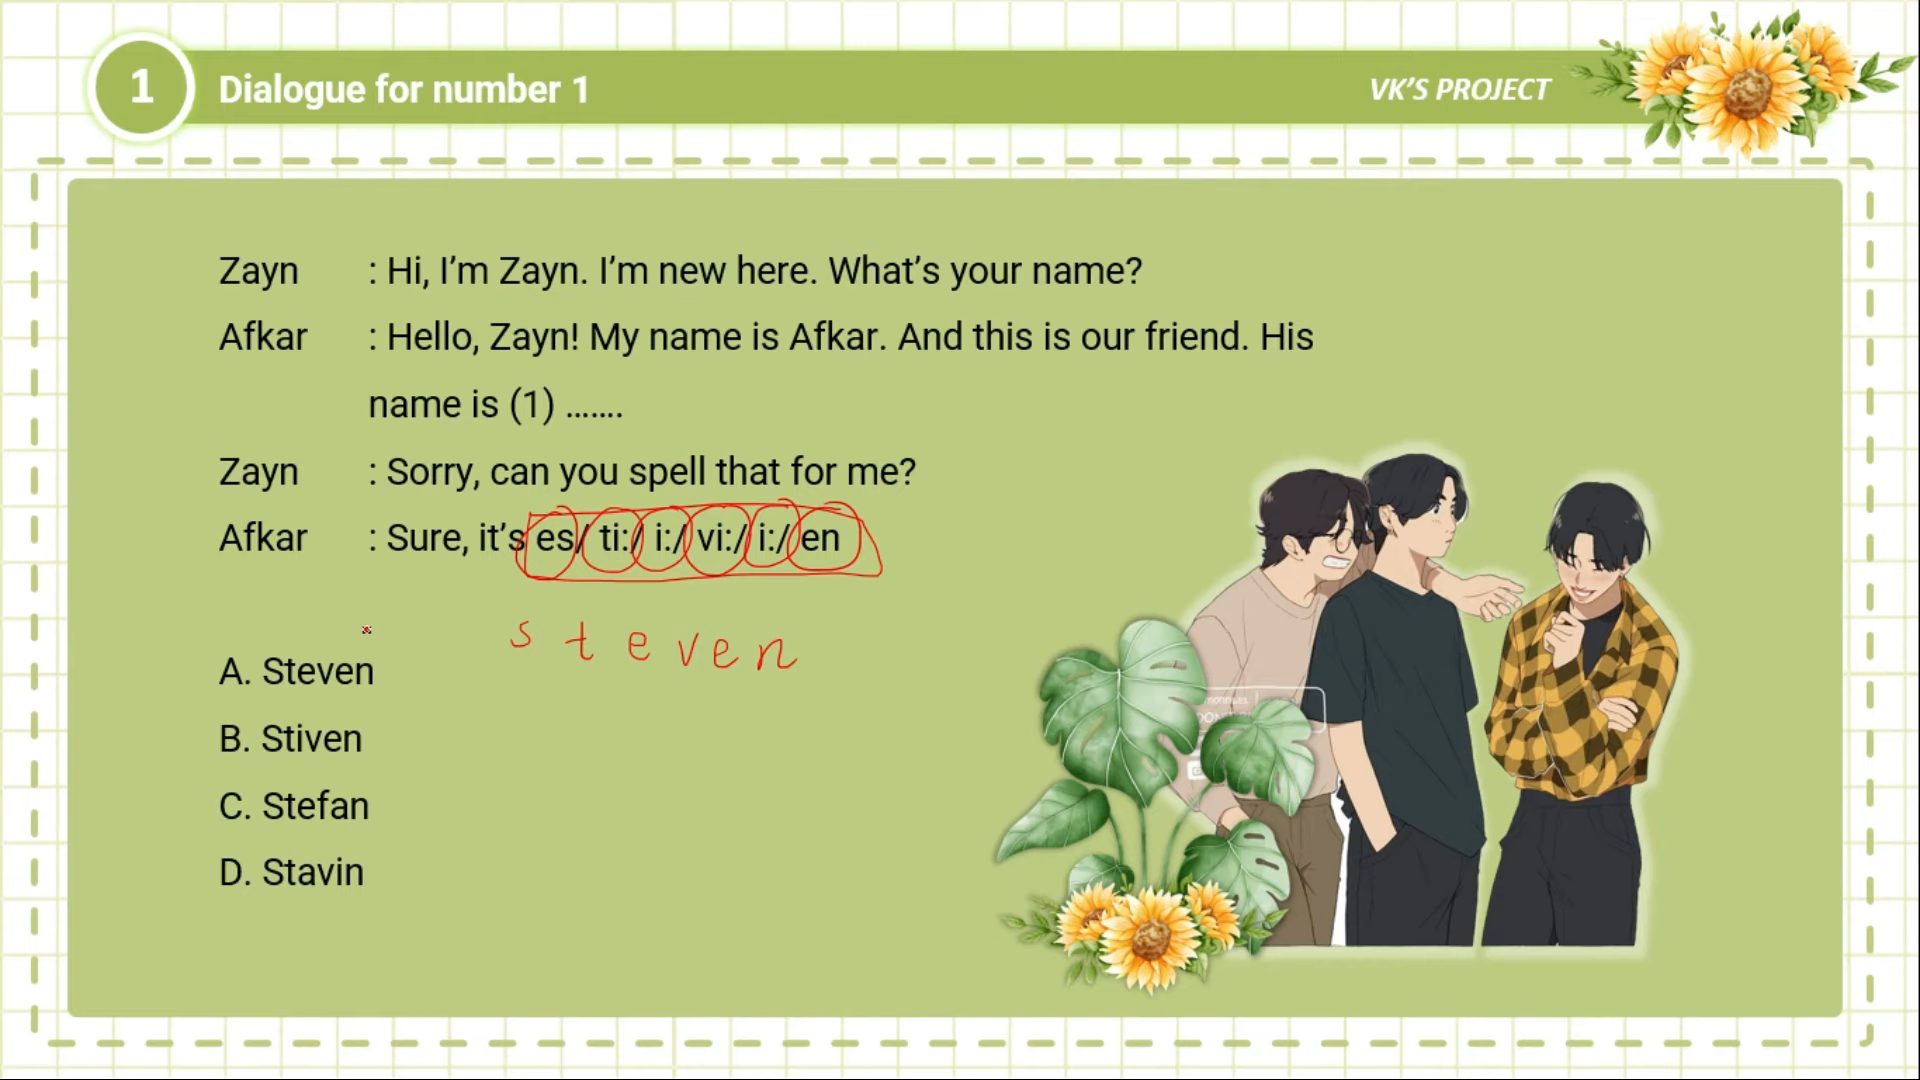 1
Dialogue for number 1
VK'S PROJECT
Zayn : Hi, I'm Zayn. I'm new here. What's your name?
Afkar : Hello, Zayn! My name is Afkar. And this is our friend. His
name is (1) .......
Zayn : Sorry, can you spell that for me?
Afkar : Sure, it's es/ ti:/ i:/ vi:/ i:/ en
s t e v e n
A. Steven
B. Stiven
C. Stefan
D. Stavin